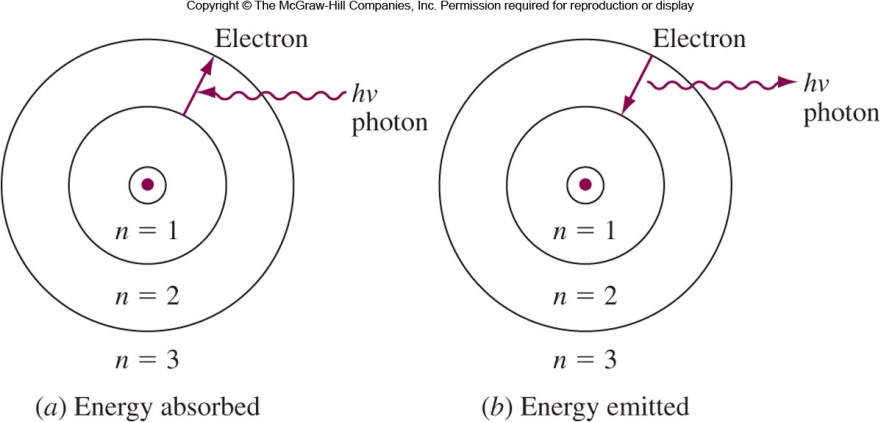 Copyright © The McGraw-Hill Companies, Inc. Permission required for reproduction or display
Electron
hν
photon
n = 1
n = 2
n = 3
(a) Energy absorbed
Electron
hν
photon
n = 1
n = 2
n = 3
(b) Energy emitted